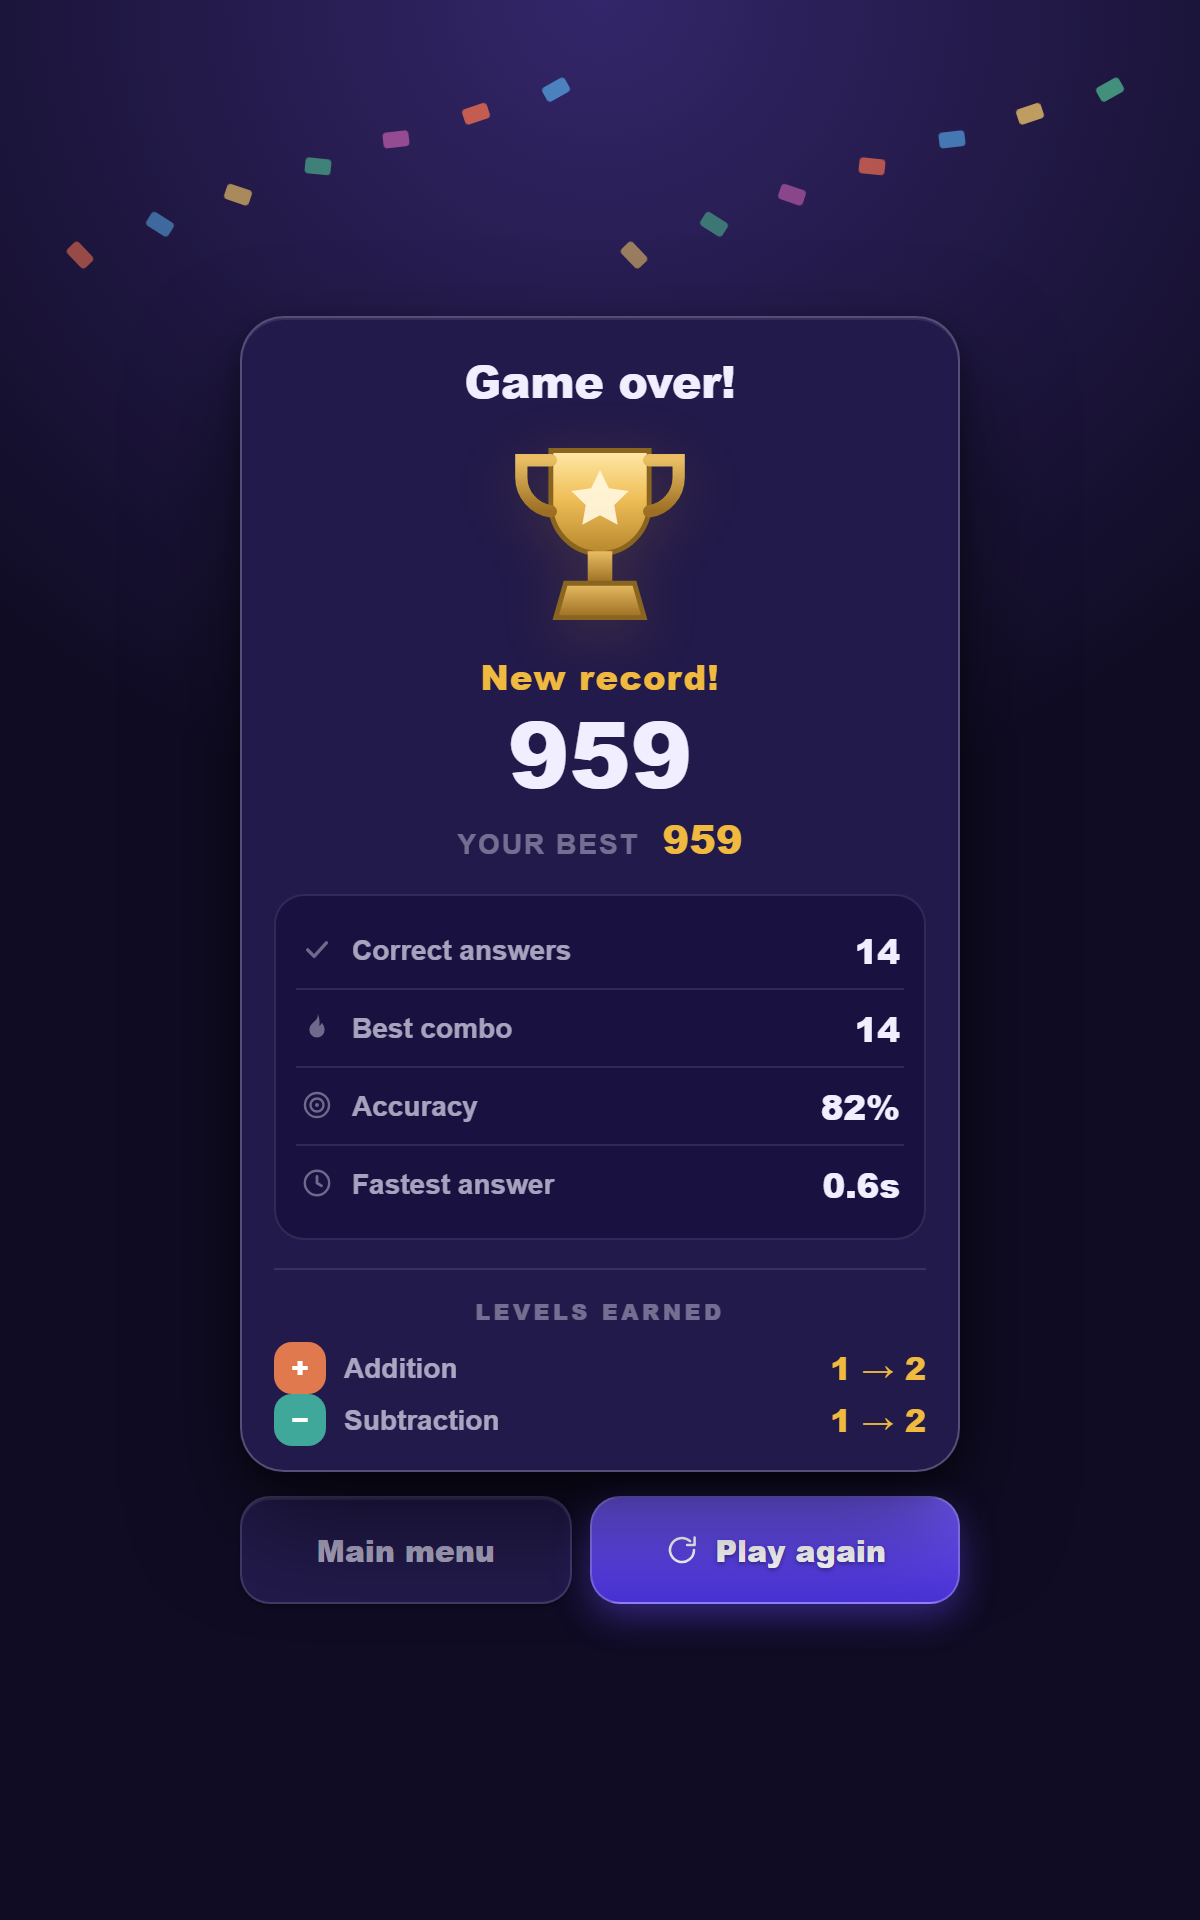 Game over!
New record!
959
YOUR BEST 959
Correct answers 14
Best combo 14
Accuracy 82%
Fastest answer 0.6s
LEVELS EARNED
+ Addition 1 → 2
− Subtraction 1 → 2
Main menu
Play again